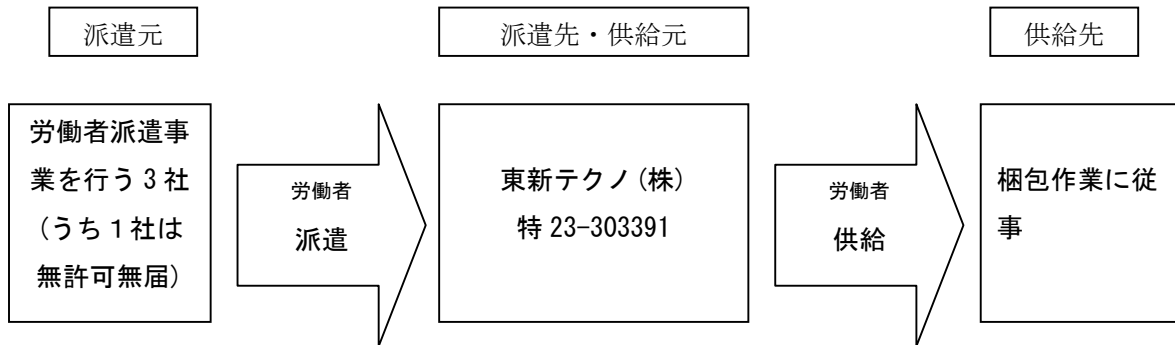 派遣元
派遣先・供給元
供給先
労働者派遣事
業を行う3社
(うち1社は
無許可無届)
労働者
派遣
東新テクノ(株)
特23-303391
労働者
供給
梱包作業に従
事